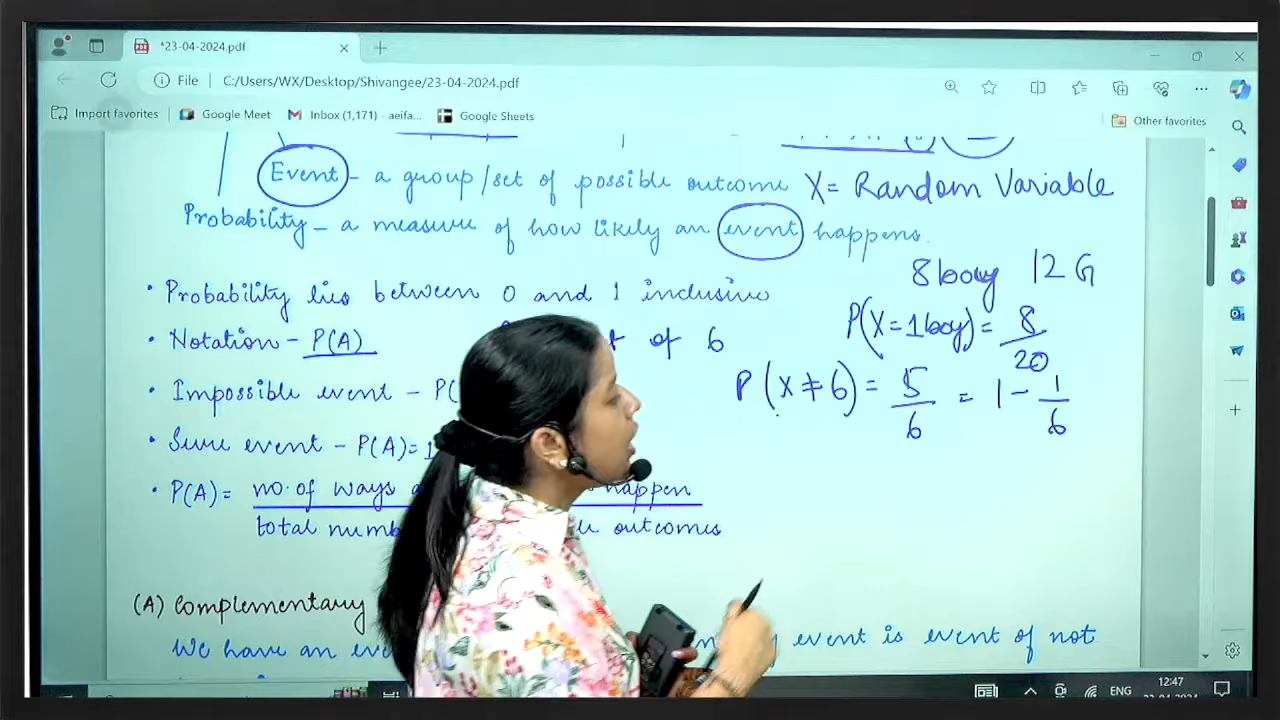 *23-04-2024.pdf
File C:/Users/WX/Desktop/Shivangee/23-04-2024.pdf
Import favorites Google Meet Inbox (1,171) - aeifa... Google Sheets Other favorites
Event - a group/set of possible outcome X = Random Variable
Probability - a measure of how likely an event happens.
8 boy 12 G
• Probability lies between 0 and 1 inclusive
P(X=1boy) = 8/20
• Notation - P(A) of 6
P(X≠6) = 5/6 = 1 - 1/6
• Impossible event - P(
• Sure event - P(A)=1
• P(A)= no. of ways happen
total outcomes
(A) Complementary
We have an event is event of not
ENG 12:47